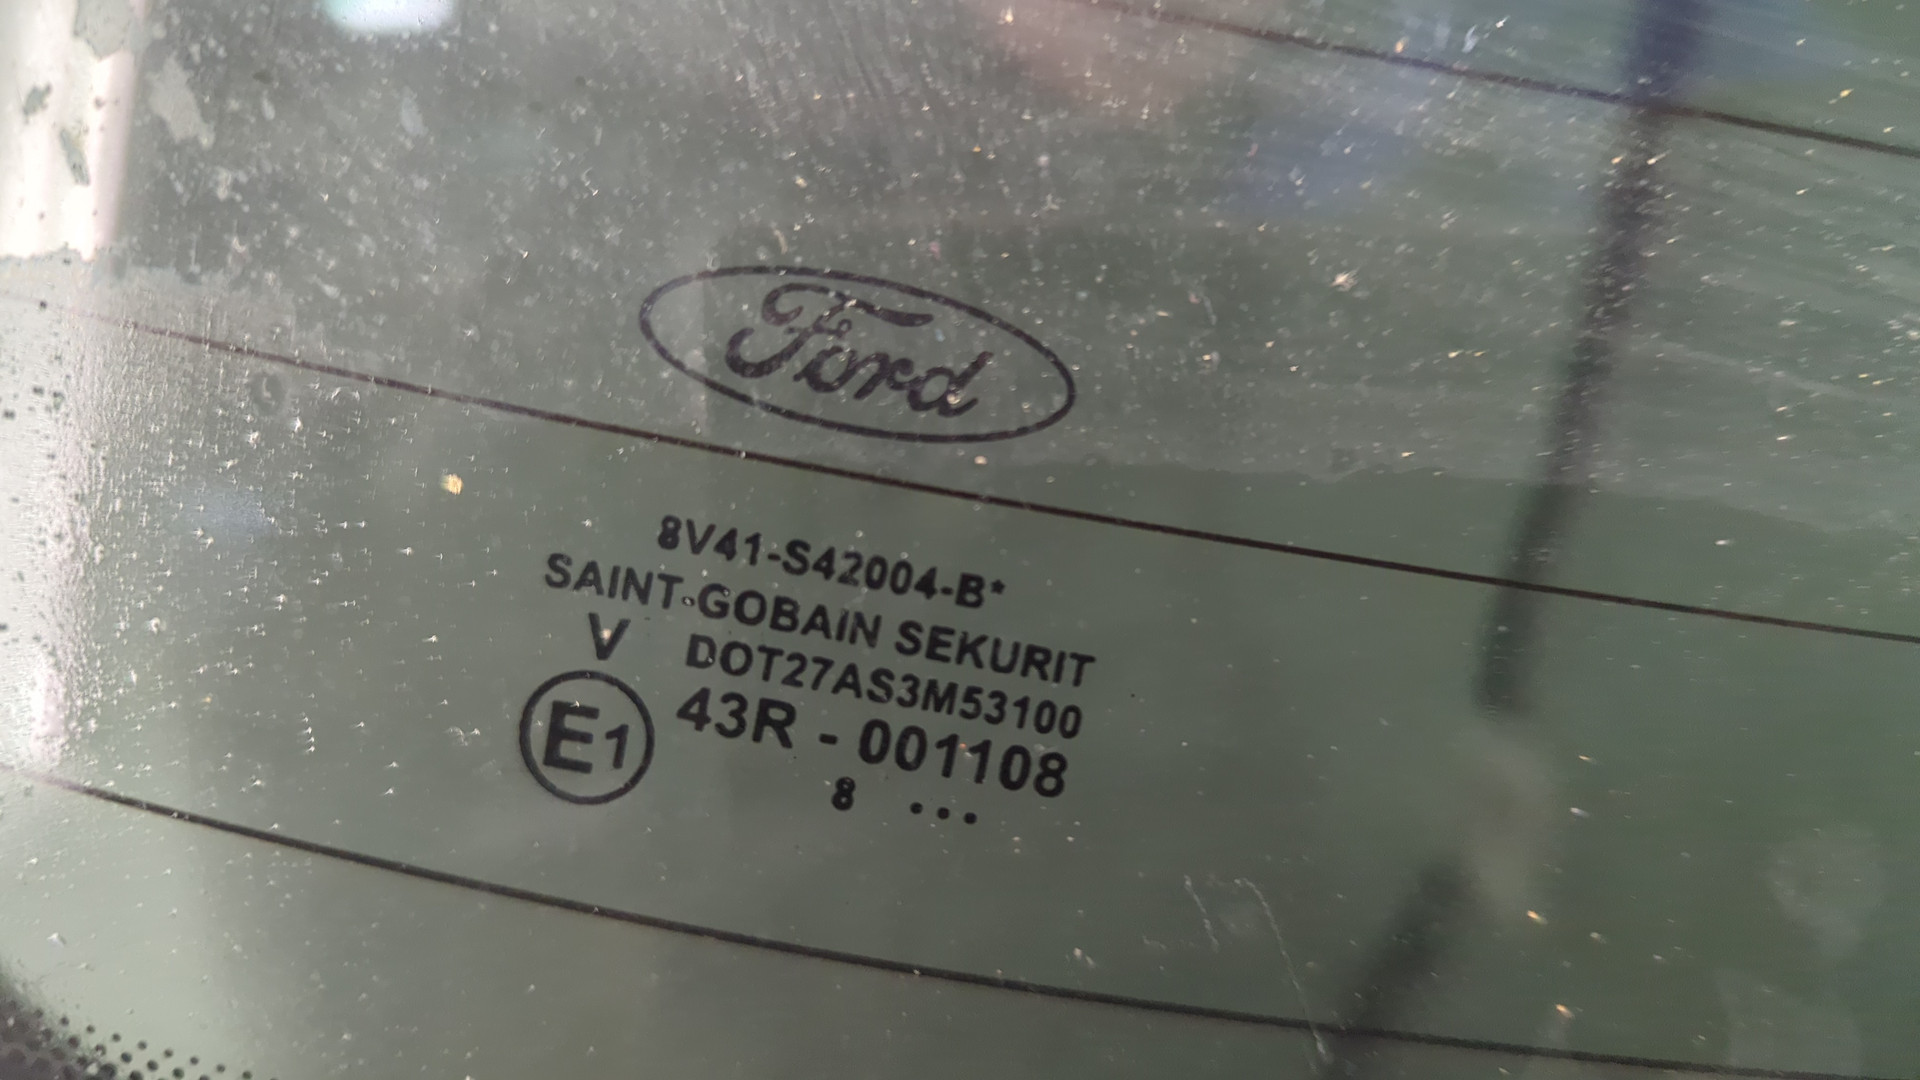 Ford
8V41-S42004-B*
SAINT-GOBAIN SEKURIT
V DOT27AS3M53100
E1 43R - 001108
8 ...